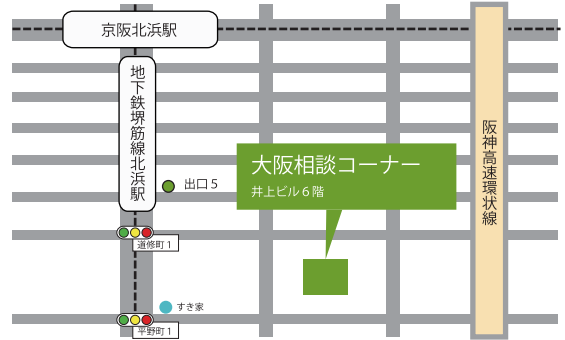 京阪北浜駅
地下鉄堺筋線北浜駅
出口5
大阪相談コーナー
井上ビル6階
阪神高速環状線
道修町1
すき家
平野町1